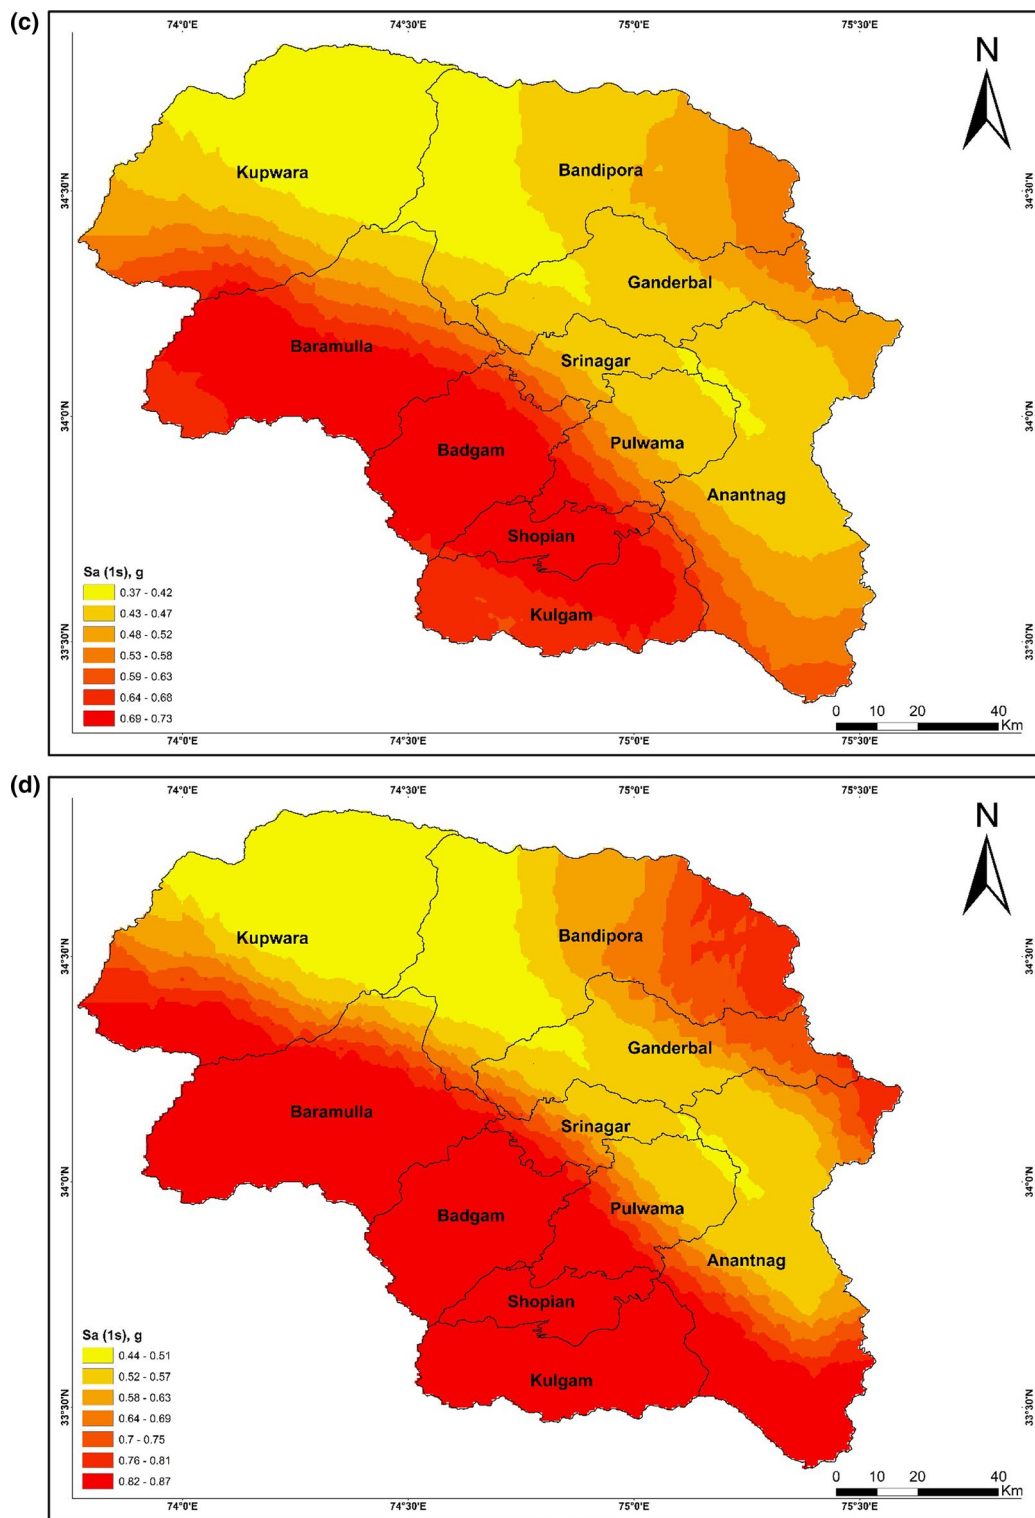 (c)
74°0'E 74°30'E 75°0'E 75°30'E
N
Kupwara
Bandipora
34°30'N 34°30'N
Ganderbal
Baramulla
Srinagar
34°0'N 34°0'N
Badgam
Pulwama
Anantnag
Shopian
Kulgam
33°30'N 33°30'N
Sa (1s), g
0.37 - 0.42
0.43 - 0.47
0.48 - 0.52
0.53 - 0.58
0.59 - 0.63
0.64 - 0.68
0.69 - 0.73
0 10 20 40
Km
74°0'E 74°30'E 75°0'E 75°30'E
(d)
74°0'E 74°30'E 75°0'E 75°30'E
N
Kupwara
Bandipora
34°30'N 34°30'N
Ganderbal
Baramulla
Srinagar
34°0'N 34°0'N
Badgam
Pulwama
Anantnag
Shopian
Kulgam
33°30'N 33°30'N
Sa (1s), g
0.44 - 0.51
0.52 - 0.57
0.58 - 0.63
0.64 - 0.69
0.7 - 0.75
0.76 - 0.81
0.82 - 0.87
0 10 20 40
Km
74°0'E 74°30'E 75°0'E 75°30'E